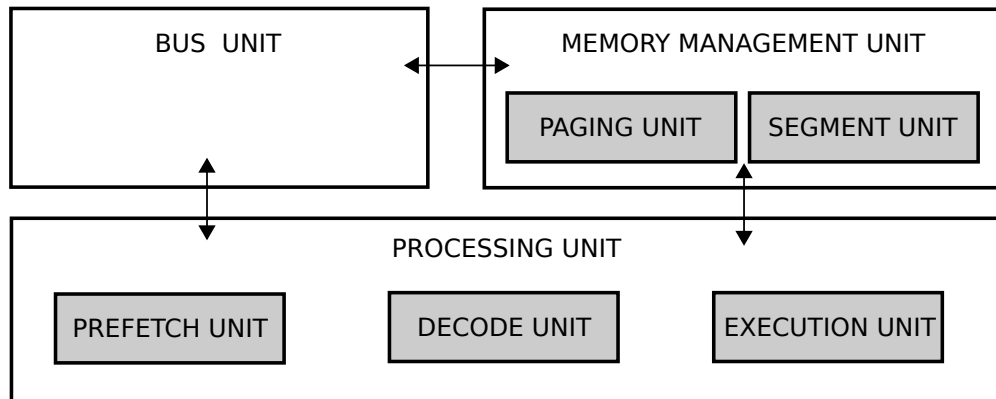 BUS UNIT
MEMORY MANAGEMENT UNIT
PAGING UNIT
SEGMENT UNIT
PROCESSING UNIT
PREFETCH UNIT
DECODE UNIT
EXECUTION UNIT